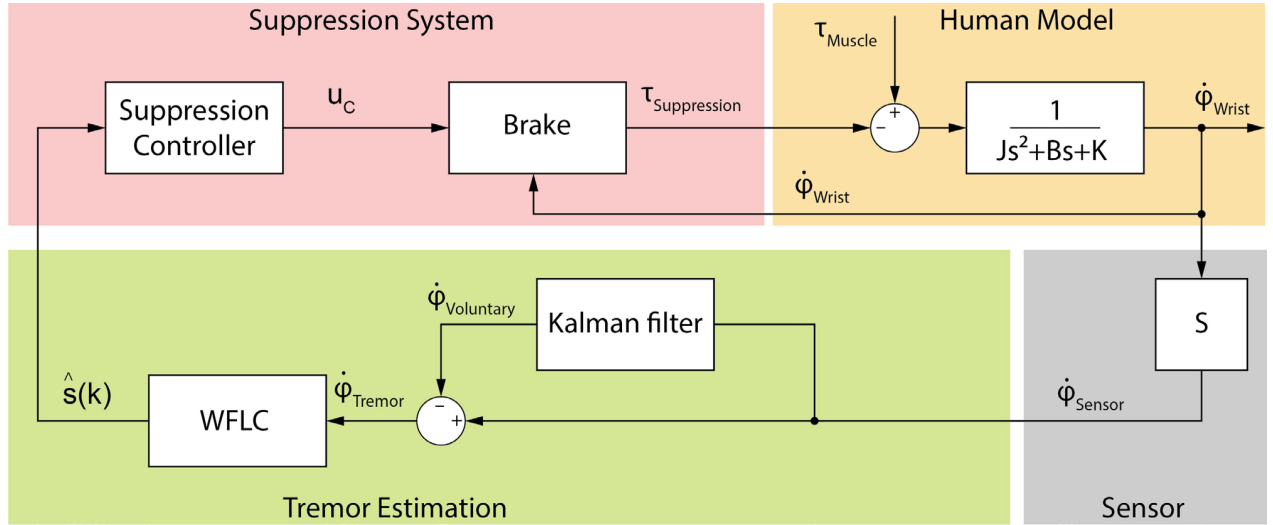 Suppression System
Human Model
τMuscle
Suppression
Controller
uC
Brake
τSuppression
− +
1
Js²+Bs+K
φ̇Wrist
φ̇Wrist
φ̇Voluntary
Kalman filter
S
ŝ(k)
WFLC
φ̇Tremor
− +
φ̇Sensor
Tremor Estimation
Sensor